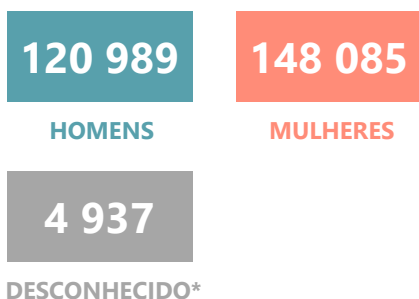 120 989
HOMENS
148 085
MULHERES
4 937
DESCONHECIDO*